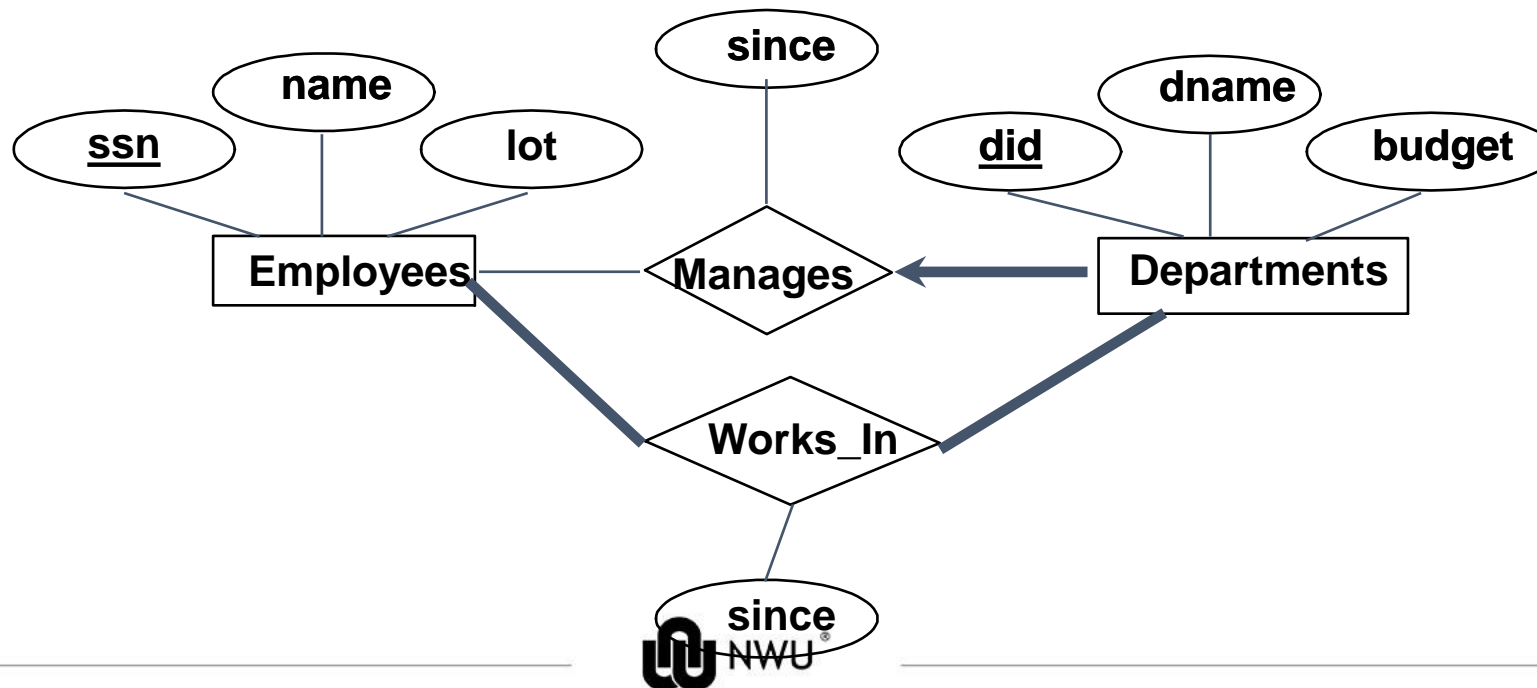 since
name
dname
ssn
lot
did
budget
Employees
Manages
Departments
Works_In
since
NWU®